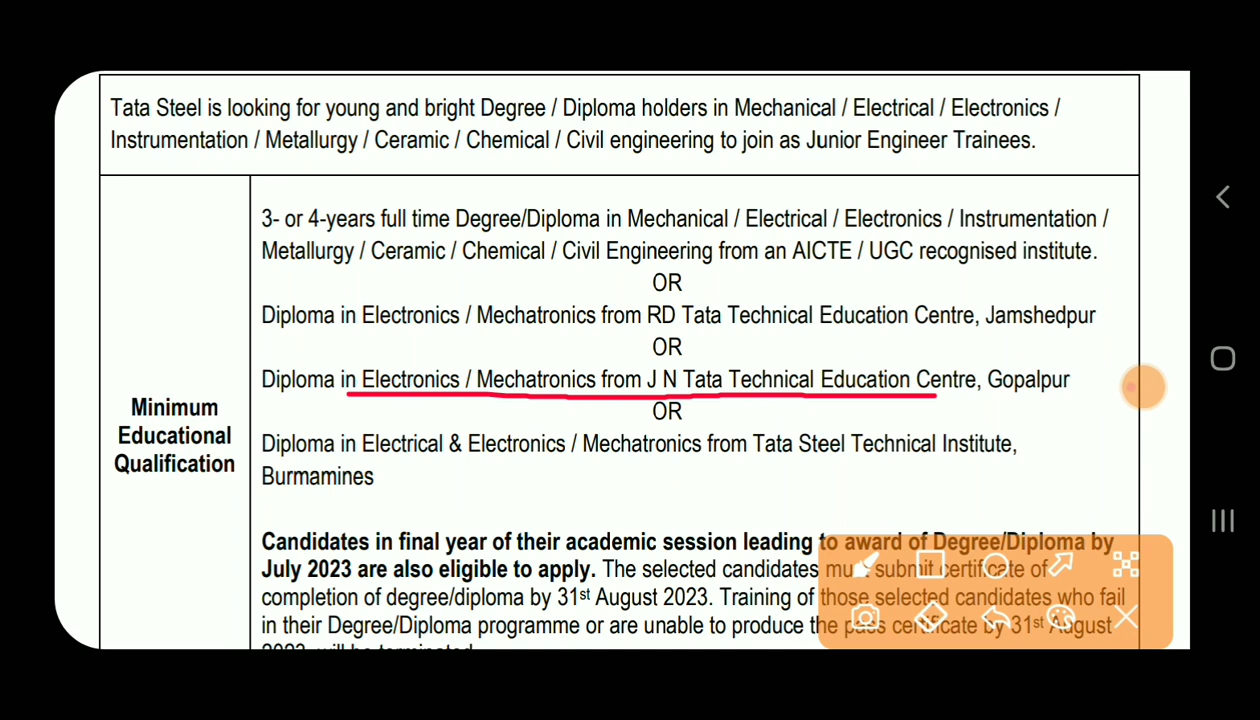 Tata Steel is looking for young and bright Degree / Diploma holders in Mechanical / Electrical / Electronics /
Instrumentation / Metallurgy / Ceramic / Chemical / Civil engineering to join as Junior Engineer Trainees.
Minimum
Educational
Qualification
3- or 4-years full time Degree/Diploma in Mechanical / Electrical / Electronics / Instrumentation /
Metallurgy / Ceramic / Chemical / Civil Engineering from an AICTE / UGC recognised institute.
OR
Diploma in Electronics / Mechatronics from RD Tata Technical Education Centre, Jamshedpur
OR
Diploma in Electronics / Mechatronics from J N Tata Technical Education Centre, Gopalpur
OR
Diploma in Electrical & Electronics / Mechatronics from Tata Steel Technical Institute,
Burmamines
Candidates in final year of their academic session leading to award of Degree/Diploma by
July 2023 are also eligible to apply. The selected candidates must submit certificate of
completion of degree/diploma by 31st August 2023. Training of those selected candidates who fail
in their Degree/Diploma programme or are unable to produce the pass certificate by 31st August
2023, will be terminated